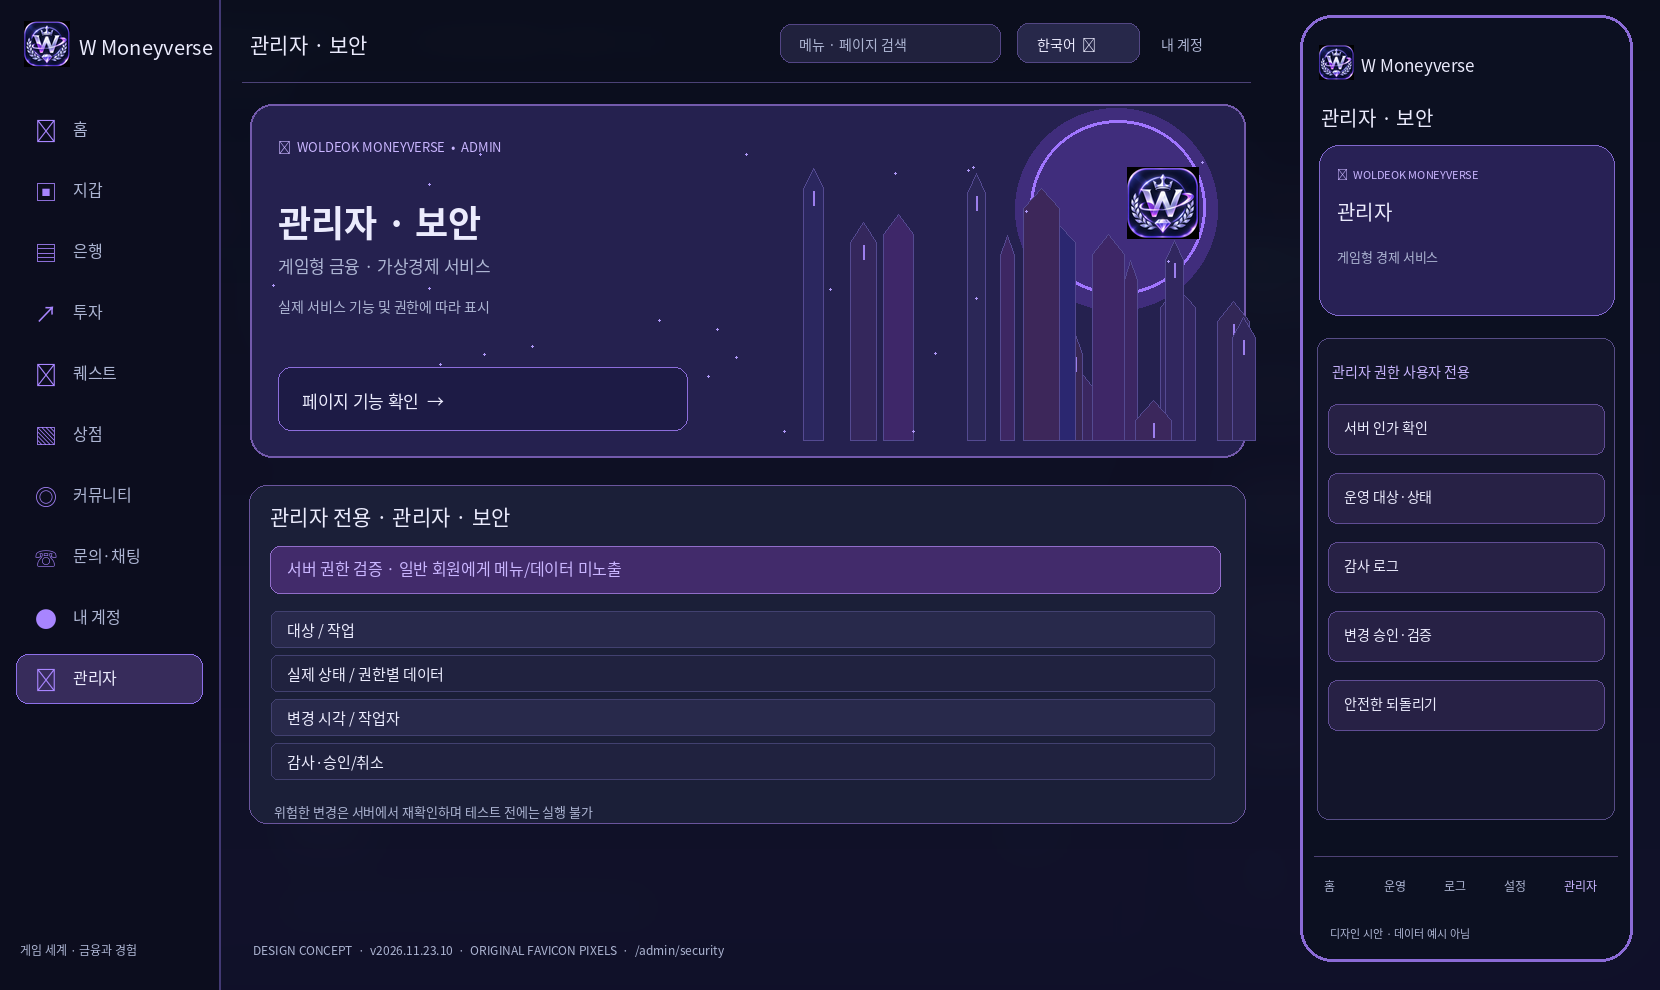 W Moneyverse
홈
지갑
은행
투자
퀘스트
상점
커뮤니티
문의·채팅
내 계정
관리자
게임 세계 · 금융과 경험
관리자 · 보안
메뉴 · 페이지 검색
한국어
내 계정
WOLDEOK MONEYVERSE • ADMIN
관리자 · 보안
게임형 금융 · 가상경제 서비스
실제 서비스 기능 및 권한에 따라 표시
페이지 기능 확인 →
W
관리자 전용 · 관리자 · 보안
서버 권한 검증 · 일반 회원에게 메뉴/데이터 미노출
대상 / 작업
실제 상태 / 권한별 데이터
변경 시각 / 작업자
감사·승인/취소
위험한 변경은 서버에서 재확인하며 테스트 전에는 실행 불가
DESIGN CONCEPT · v2026.11.23.10 · ORIGINAL FAVICON PIXELS · /admin/security
W Moneyverse
관리자 · 보안
WOLDEOK MONEYVERSE
관리자
게임형 경제 서비스
관리자 권한 사용자 전용
서버 인가 확인
운영 대상·상태
감사 로그
변경 승인·검증
안전한 되돌리기
홈 운영 로그 설정 관리자
디자인 시안 · 데이터 예시 아님